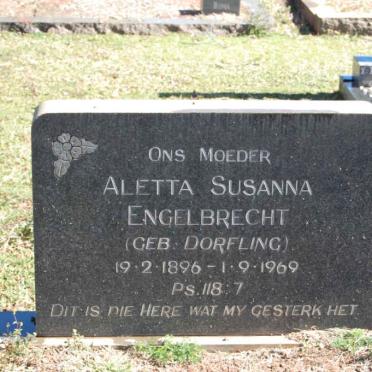 ONS MOEDER
ALETTA SUSANNA
ENGELBRECHT
(GEB. DORFLING)
19·2·1896 – 1·9·1969
PS. 118:7
DIT IS DIE HERE WAT MY GESTERK HET